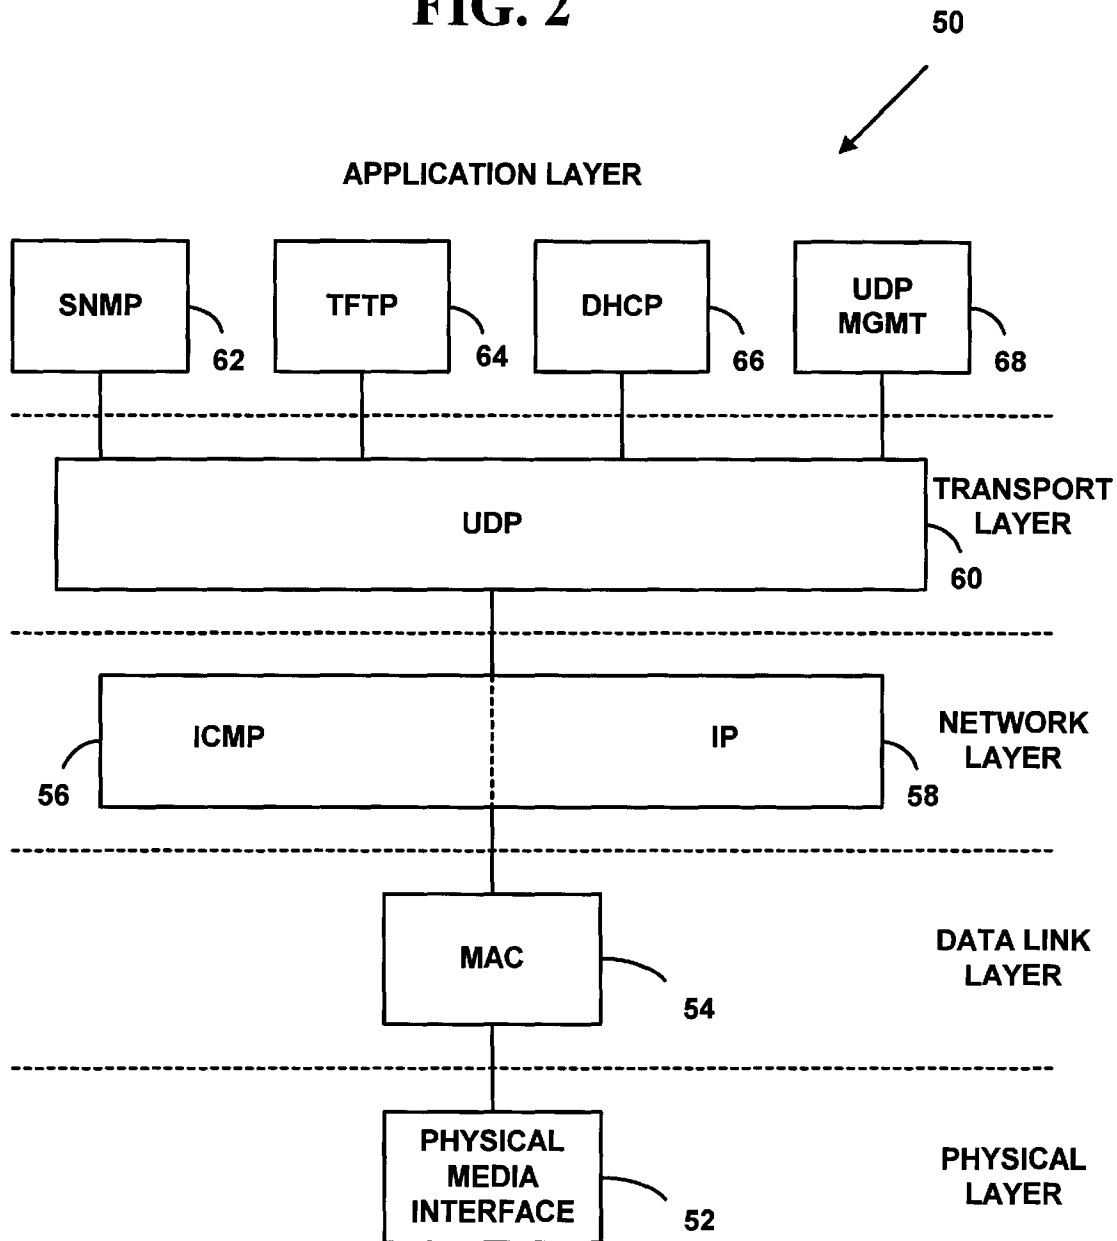 FIG. 2
50
APPLICATION LAYER
SNMP
62
TFTP
64
DHCP
66
UDP
MGMT
68
UDP
60
TRANSPORT
LAYER
ICMP
56
IP
58
NETWORK
LAYER
MAC
54
DATA LINK
LAYER
PHYSICAL
MEDIA
INTERFACE
52
PHYSICAL
LAYER